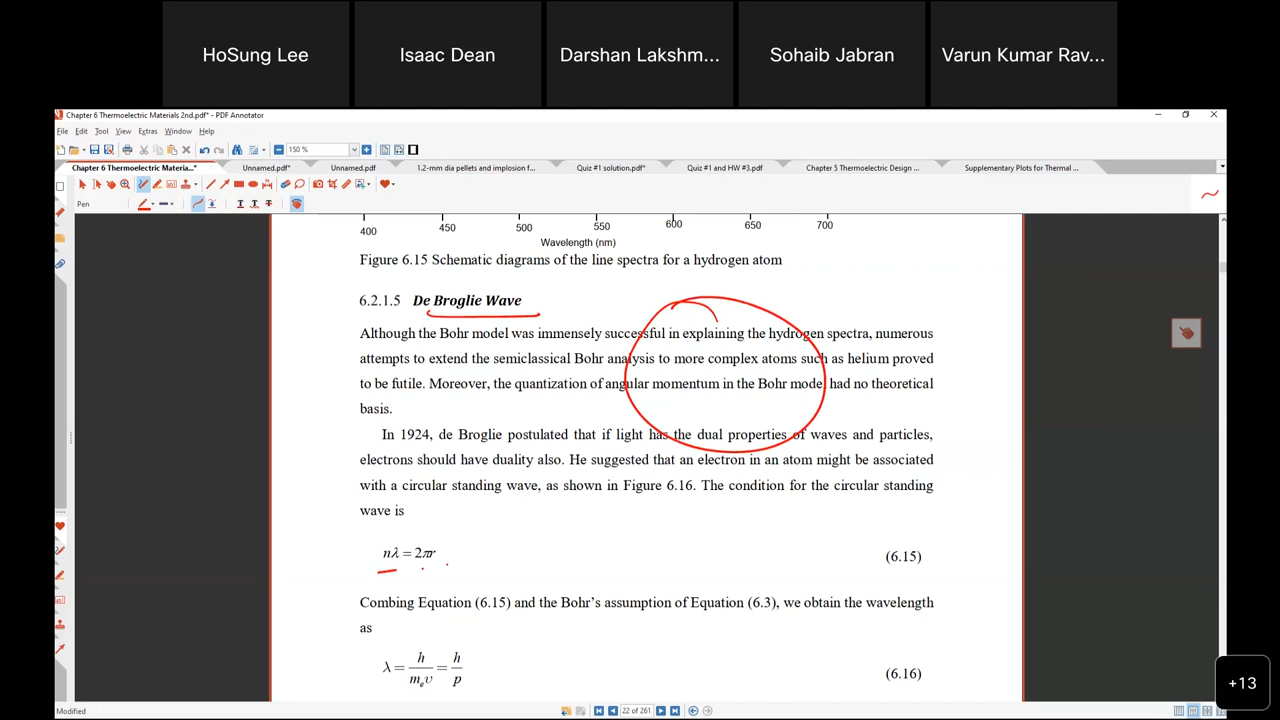 HoSung Lee
Isaac Dean
Darshan Lakshm...
Sohaib Jabran
Varun Kumar Rav...
Chapter 6 Thermoelectric Materials 2nd.pdf* - PDF Annotator
File Edit Tool View Extras Window Help
150 %
Chapter 6 Thermoelectric Materia...*
Unnamed.pdf*
Unnamed.pdf
1.2-mm dia pellets and implosion f...
Quiz #1 solution.pdf*
Quiz #1 and HW #3.pdf
Chapter 5 Thermoelectric Design ...
Supplementary Plots for Thermal ...
Pen
400 450 500 550 600 650 700
Wavelength (nm)
Figure 6.15 Schematic diagrams of the line spectra for a hydrogen atom
6.2.1.5 De Broglie Wave
Although the Bohr model was immensely successful in explaining the hydrogen spectra, numerous
attempts to extend the semiclassical Bohr analysis to more complex atoms such as helium proved
to be futile. Moreover, the quantization of angular momentum in the Bohr model had no theoretical
basis.
In 1924, de Broglie postulated that if light has the dual properties of waves and particles,
electrons should have duality also. He suggested that an electron in an atom might be associated
with a circular standing wave, as shown in Figure 6.16. The condition for the circular standing
wave is
nλ = 2πr (6.15)
Combing Equation (6.15) and the Bohr's assumption of Equation (6.3), we obtain the wavelength
as
λ = h/mₑυ = h/p (6.16)
+13
Modified
22 of 261